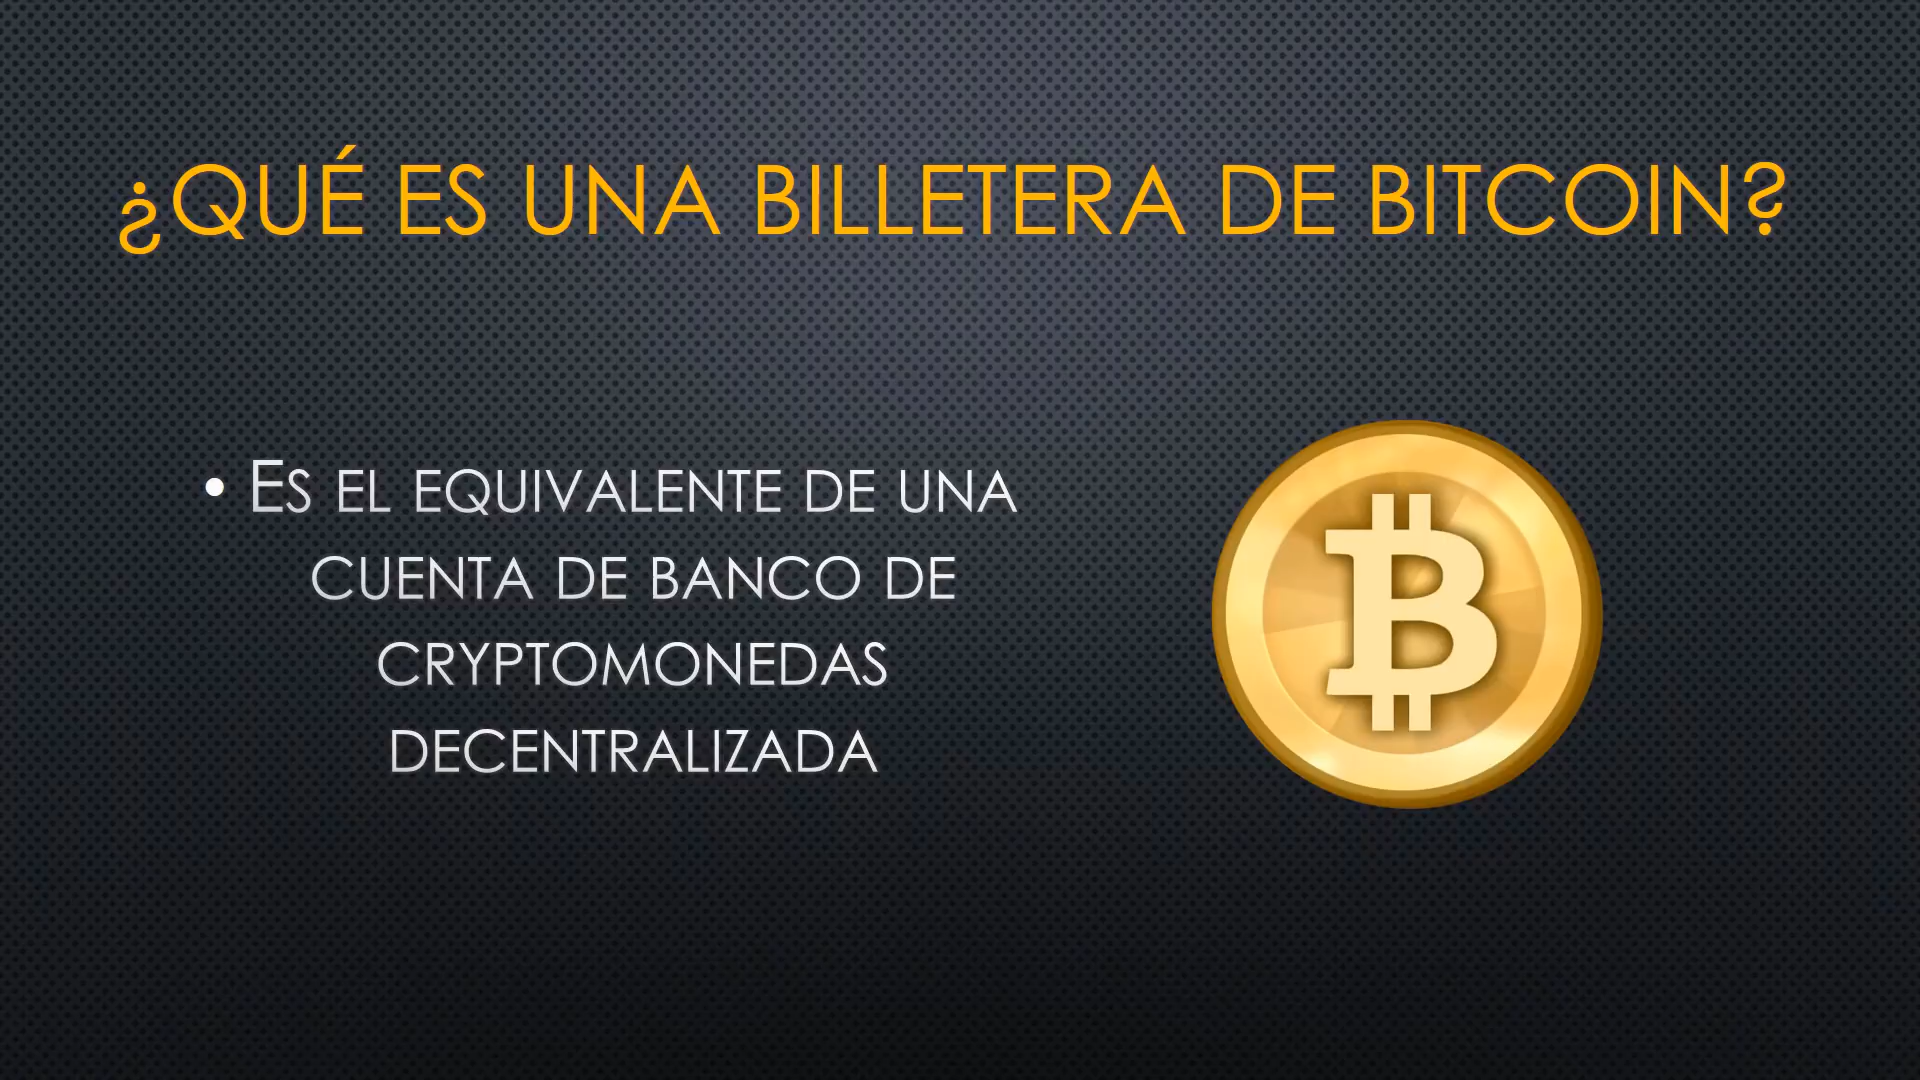 ¿QUÉ ES UNA BILLETERA DE BITCOIN?
• ES EL EQUIVALENTE DE UNA
CUENTA DE BANCO DE
CRYPTOMONEDAS
DECENTRALIZADA